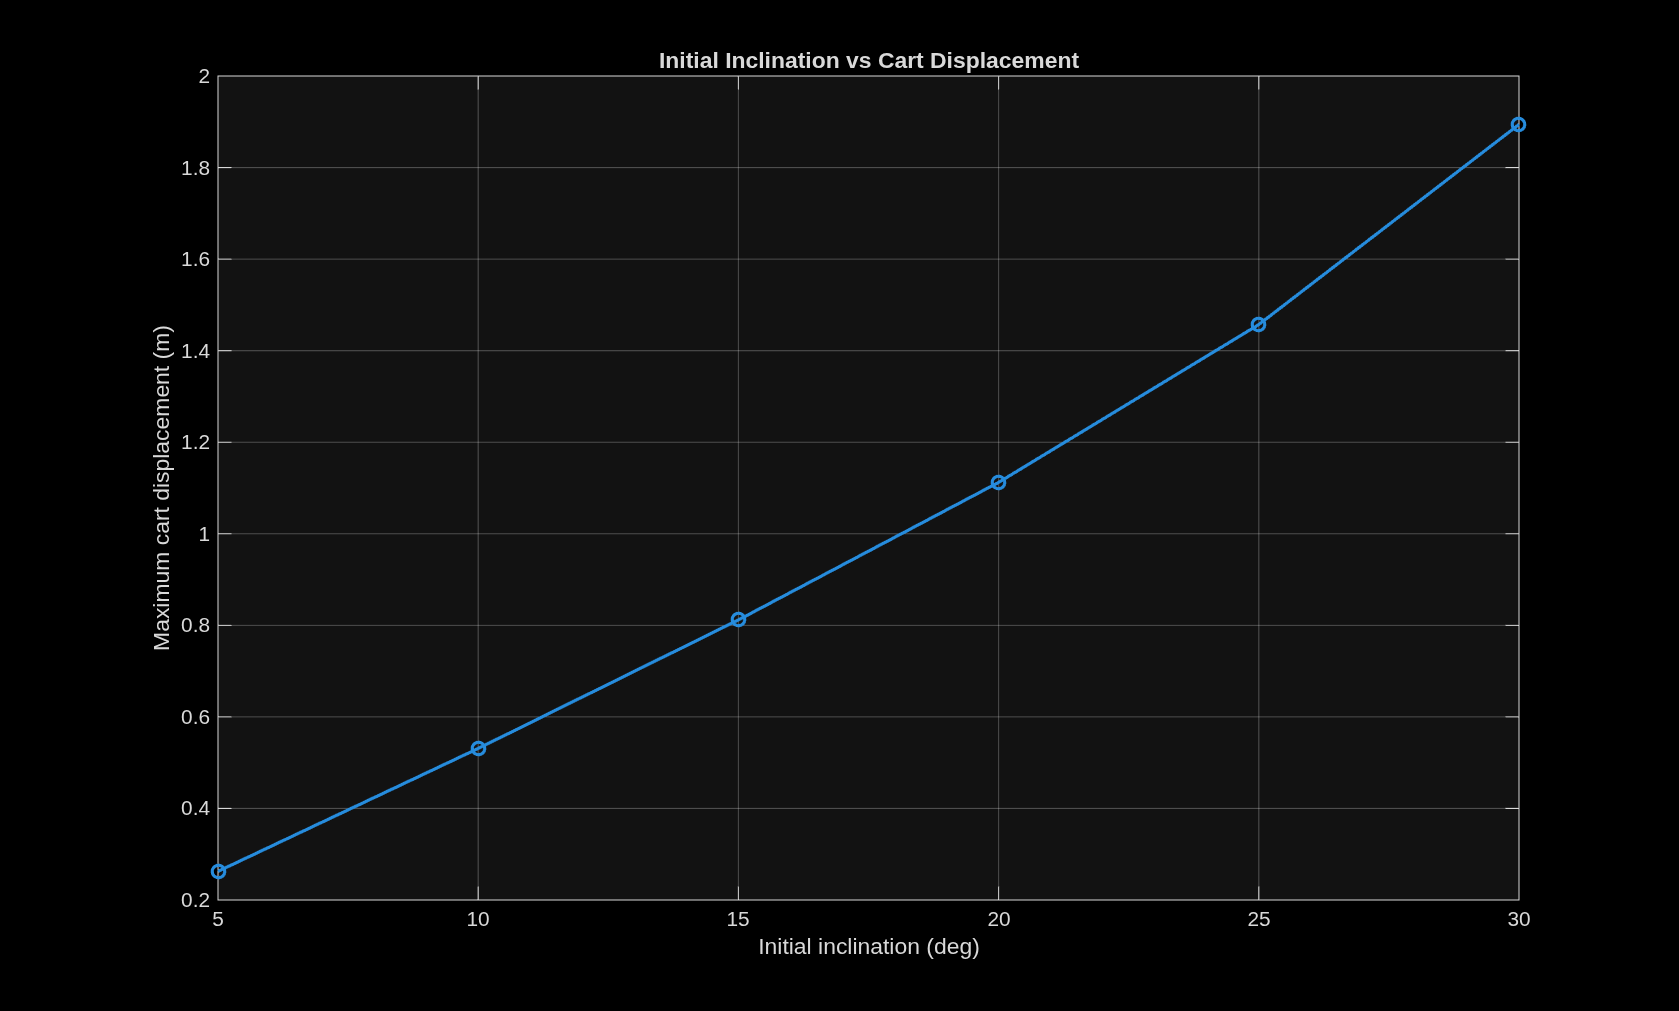 Initial Inclination vs Cart Displacement
2
1.8
1.6
1.4
1.2
1
0.8
0.6
0.4
0.2
Maximum cart displacement (m)
5 10 15 20 25 30
Initial inclination (deg)